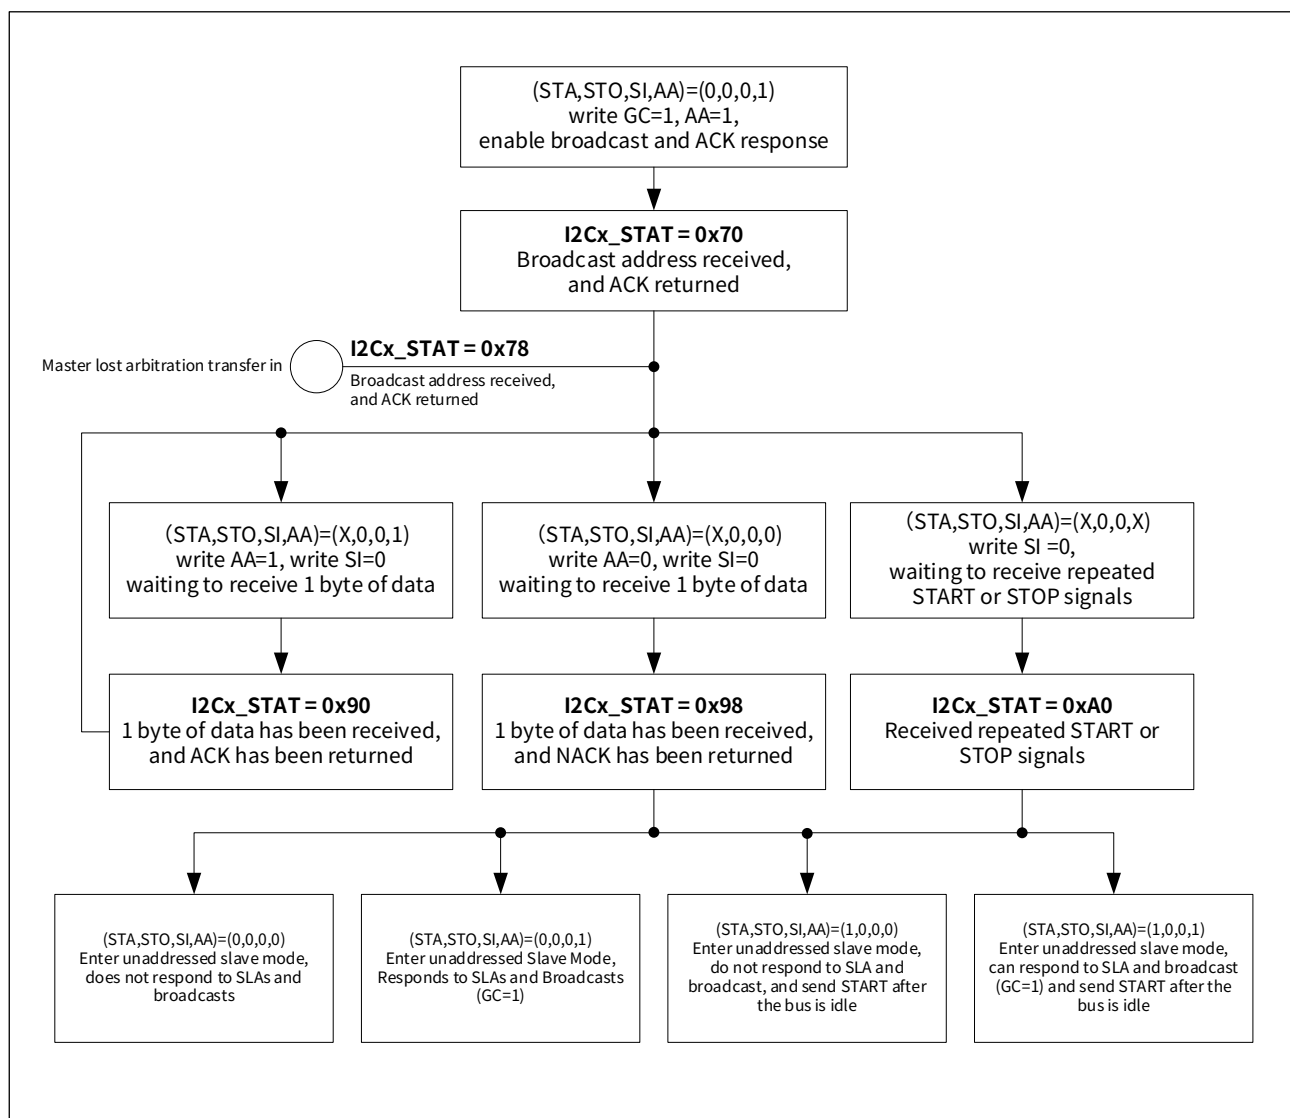 (STA,STO,SI,AA)=(0,0,0,1)
write GC=1, AA=1,
enable broadcast and ACK response
I2Cx_STAT = 0x70
Broadcast address received,
and ACK returned
Master lost arbitration transfer in
I2Cx_STAT = 0x78
Broadcast address received,
and ACK returned
(STA,STO,SI,AA)=(X,0,0,1)
write AA=1, write SI=0
waiting to receive 1 byte of data
(STA,STO,SI,AA)=(X,0,0,0)
write AA=0, write SI=0
waiting to receive 1 byte of data
(STA,STO,SI,AA)=(X,0,0,X)
write SI =0,
waiting to receive repeated
START or STOP signals
I2Cx_STAT = 0x90
1 byte of data has been received,
and ACK has been returned
I2Cx_STAT = 0x98
1 byte of data has been received,
and NACK has been returned
I2Cx_STAT = 0xA0
Received repeated START or
STOP signals
(STA,STO,SI,AA)=(0,0,0,0)
Enter unaddressed slave mode,
does not respond to SLAs and
broadcasts
(STA,STO,SI,AA)=(0,0,0,1)
Enter unaddressed Slave Mode,
Responds to SLAs and Broadcasts
(GC=1)
(STA,STO,SI,AA)=(1,0,0,0)
Enter unaddressed slave mode,
do not respond to SLA and
broadcast, and send START after
the bus is idle
(STA,STO,SI,AA)=(1,0,0,1)
Enter unaddressed slave mode,
can respond to SLA and broadcast
(GC=1) and send START after the
bus is idle